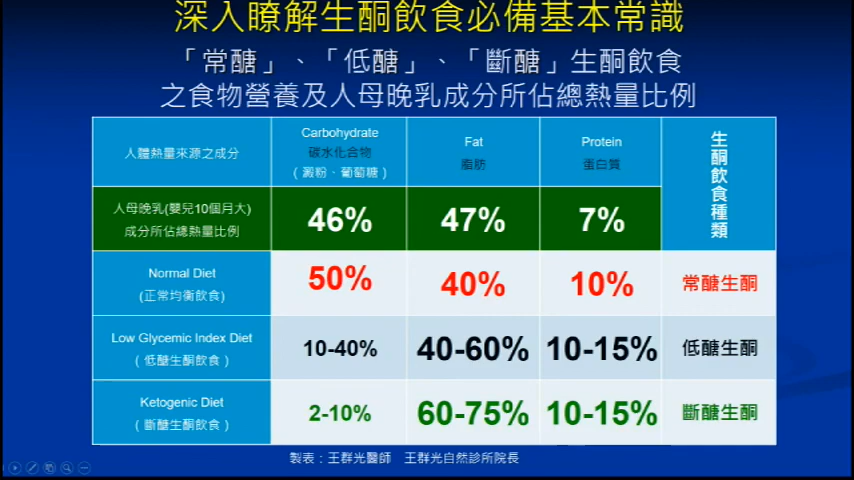 深入瞭解生酮飲食必備基本常識
「常醣」、「低醣」、「斷醣」生酮飲食
之食物營養及人母晚乳成分所佔總熱量比例
人體熱量來源之成分
Carbohydrate
碳水化合物
（澱粉．葡萄糖）
Fat
脂肪
Protein
蛋白質
生酮飲食種類
人母晚乳(嬰兒10個月大)
成分所佔總熱量比例
46%
47%
7%
Normal Diet
(正常均衡飲食)
50%
40%
10%
常醣生酮
Low Glycemic Index Diet
（低醣生酮飲食）
10-40%
40-60%
10-15%
低醣生酮
Ketogenic Diet
（斷醣生酮飲食）
2-10%
60-75%
10-15%
斷醣生酮
製表：王群光醫師 王群光自然診所院長